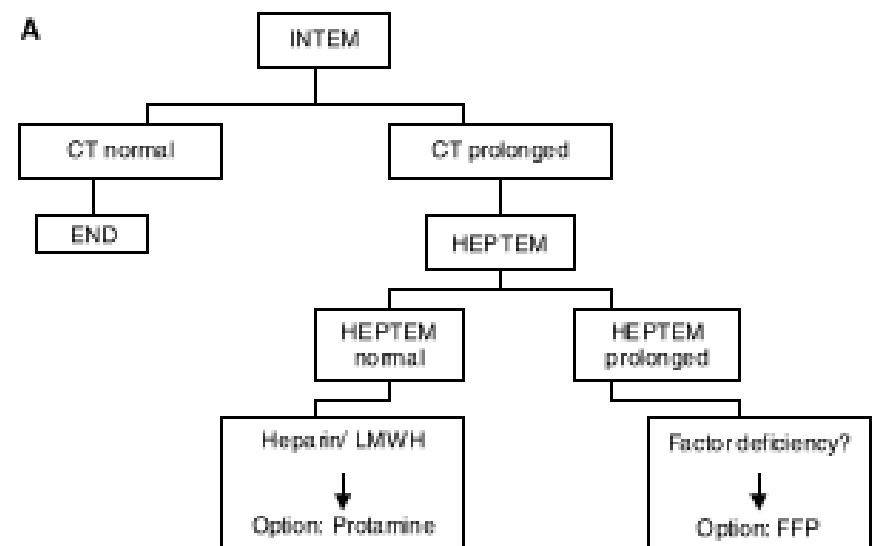 A
INTEM
CT normal
CT prolonged
END
HEPTEM
HEPTEM
normal
HEPTEM
prolonged
Heparin/ LMWH
Option: Protamine
Factor deficiency?
Option: FFP